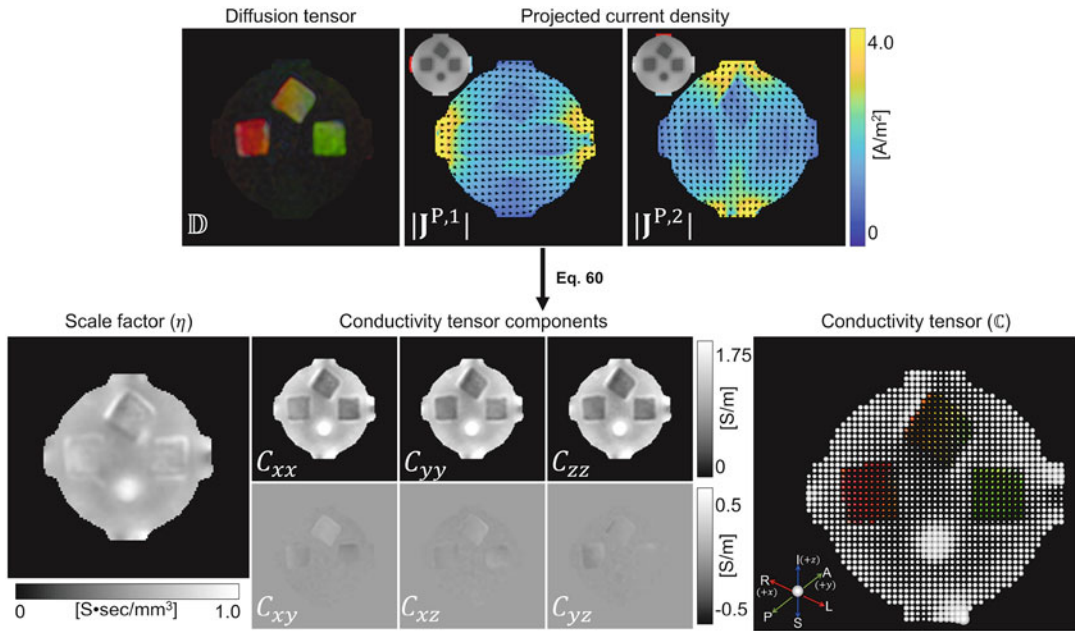 Diffusion tensor
Projected current density
𝔻
|J^P,1|
|J^P,2|
4.0
[A/m²]
0
Eq. 60
Scale factor (η)
Conductivity tensor components
Conductivity tensor (ℂ)
0 [S•sec/mm³] 1.0
C_xx
C_yy
C_zz
1.75
[S/m]
0
C_xy
C_xz
C_yz
0.5
[S/m]
-0.5
I (+z)
A (+y)
R (+x)
L
P
S